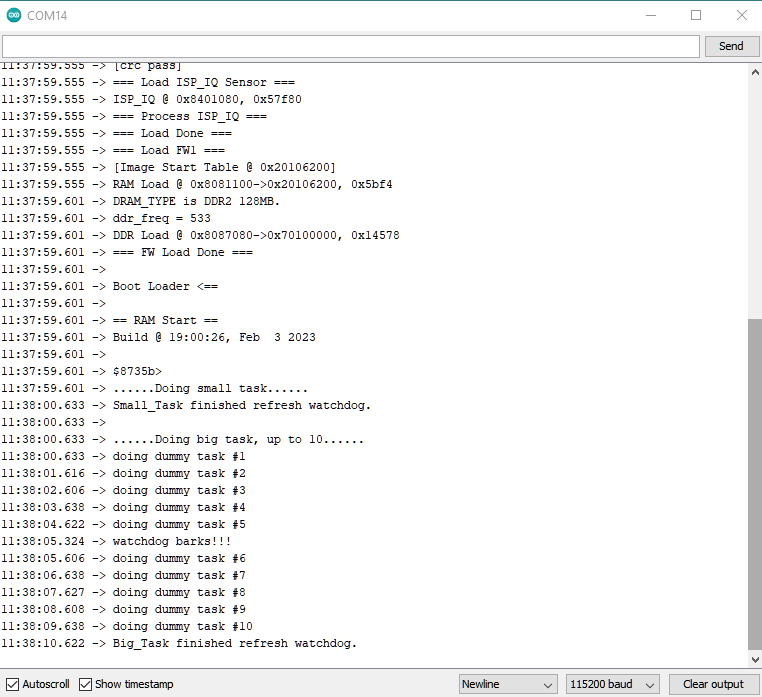 COM14
Send
11:37:59.555 -> [crc pass]
11:37:59.555 -> === Load ISP_IQ Sensor ===
11:37:59.555 -> ISP_IQ @ 0x8401080, 0x57f80
11:37:59.555 -> === Process ISP_IQ ===
11:37:59.555 -> === Load Done ===
11:37:59.555 -> === Load FW1 ===
11:37:59.555 -> [Image Start Table @ 0x20106200]
11:37:59.555 -> RAM Load @ 0x8081100->0x20106200, 0x5bf4
11:37:59.601 -> DRAM_TYPE is DDR2 128MB.
11:37:59.601 -> ddr_freq = 533
11:37:59.601 -> DDR Load @ 0x8087080->0x70100000, 0x14578
11:37:59.601 -> === FW Load Done ===
11:37:59.601 ->
11:37:59.601 -> Boot Loader <==
11:37:59.601 ->
11:37:59.601 -> == RAM Start ==
11:37:59.601 -> Build @ 19:00:26, Feb  3 2023
11:37:59.601 ->
11:37:59.601 -> $8735b>
11:37:59.601 -> ......Doing small task......
11:38:00.633 -> Small_Task finished refresh watchdog.
11:38:00.633 ->
11:38:00.633 -> ......Doing big task, up to 10......
11:38:00.633 -> doing dummy task #1
11:38:01.616 -> doing dummy task #2
11:38:02.606 -> doing dummy task #3
11:38:03.638 -> doing dummy task #4
11:38:04.622 -> doing dummy task #5
11:38:05.324 -> watchdog barks!!!
11:38:05.606 -> doing dummy task #6
11:38:06.638 -> doing dummy task #7
11:38:07.627 -> doing dummy task #8
11:38:08.608 -> doing dummy task #9
11:38:09.638 -> doing dummy task #10
11:38:10.622 -> Big_Task finished refresh watchdog.
Autoscroll Show timestamp Newline 115200 baud Clear output